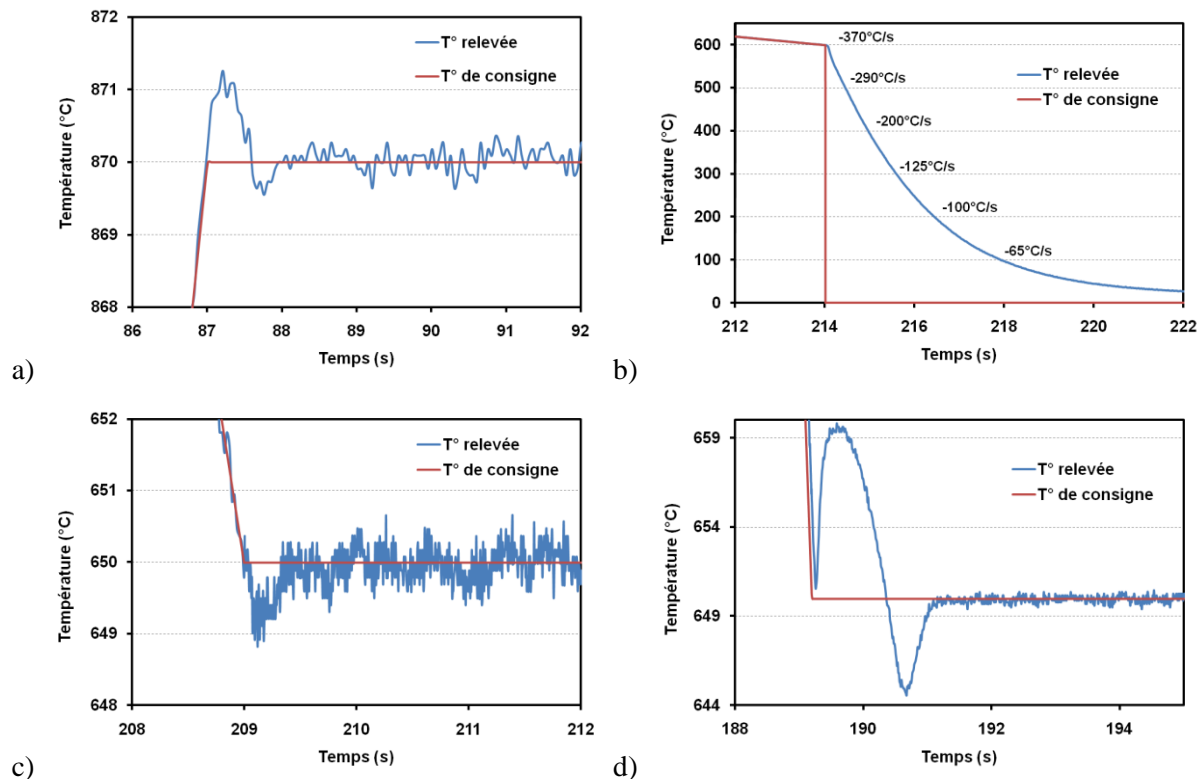 872
871
870
869
868
Température (°C)
T° relevée
T° de consigne
86 87 88 89 90 91 92
Temps (s)
a)
600
500
400
300
200
100
0
Température (°C)
-370°C/s
-290°C/s
-200°C/s
-125°C/s
-100°C/s
-65°C/s
T° relevée
T° de consigne
212 214 216 218 220 222
Temps (s)
b)
652
651
650
649
648
Température (°C)
T° relevée
T° de consigne
208 209 210 211 212
Temps (s)
c)
659
654
649
644
Température (°C)
T° relevée
T° de consigne
188 190 192 194
Temps (s)
d)